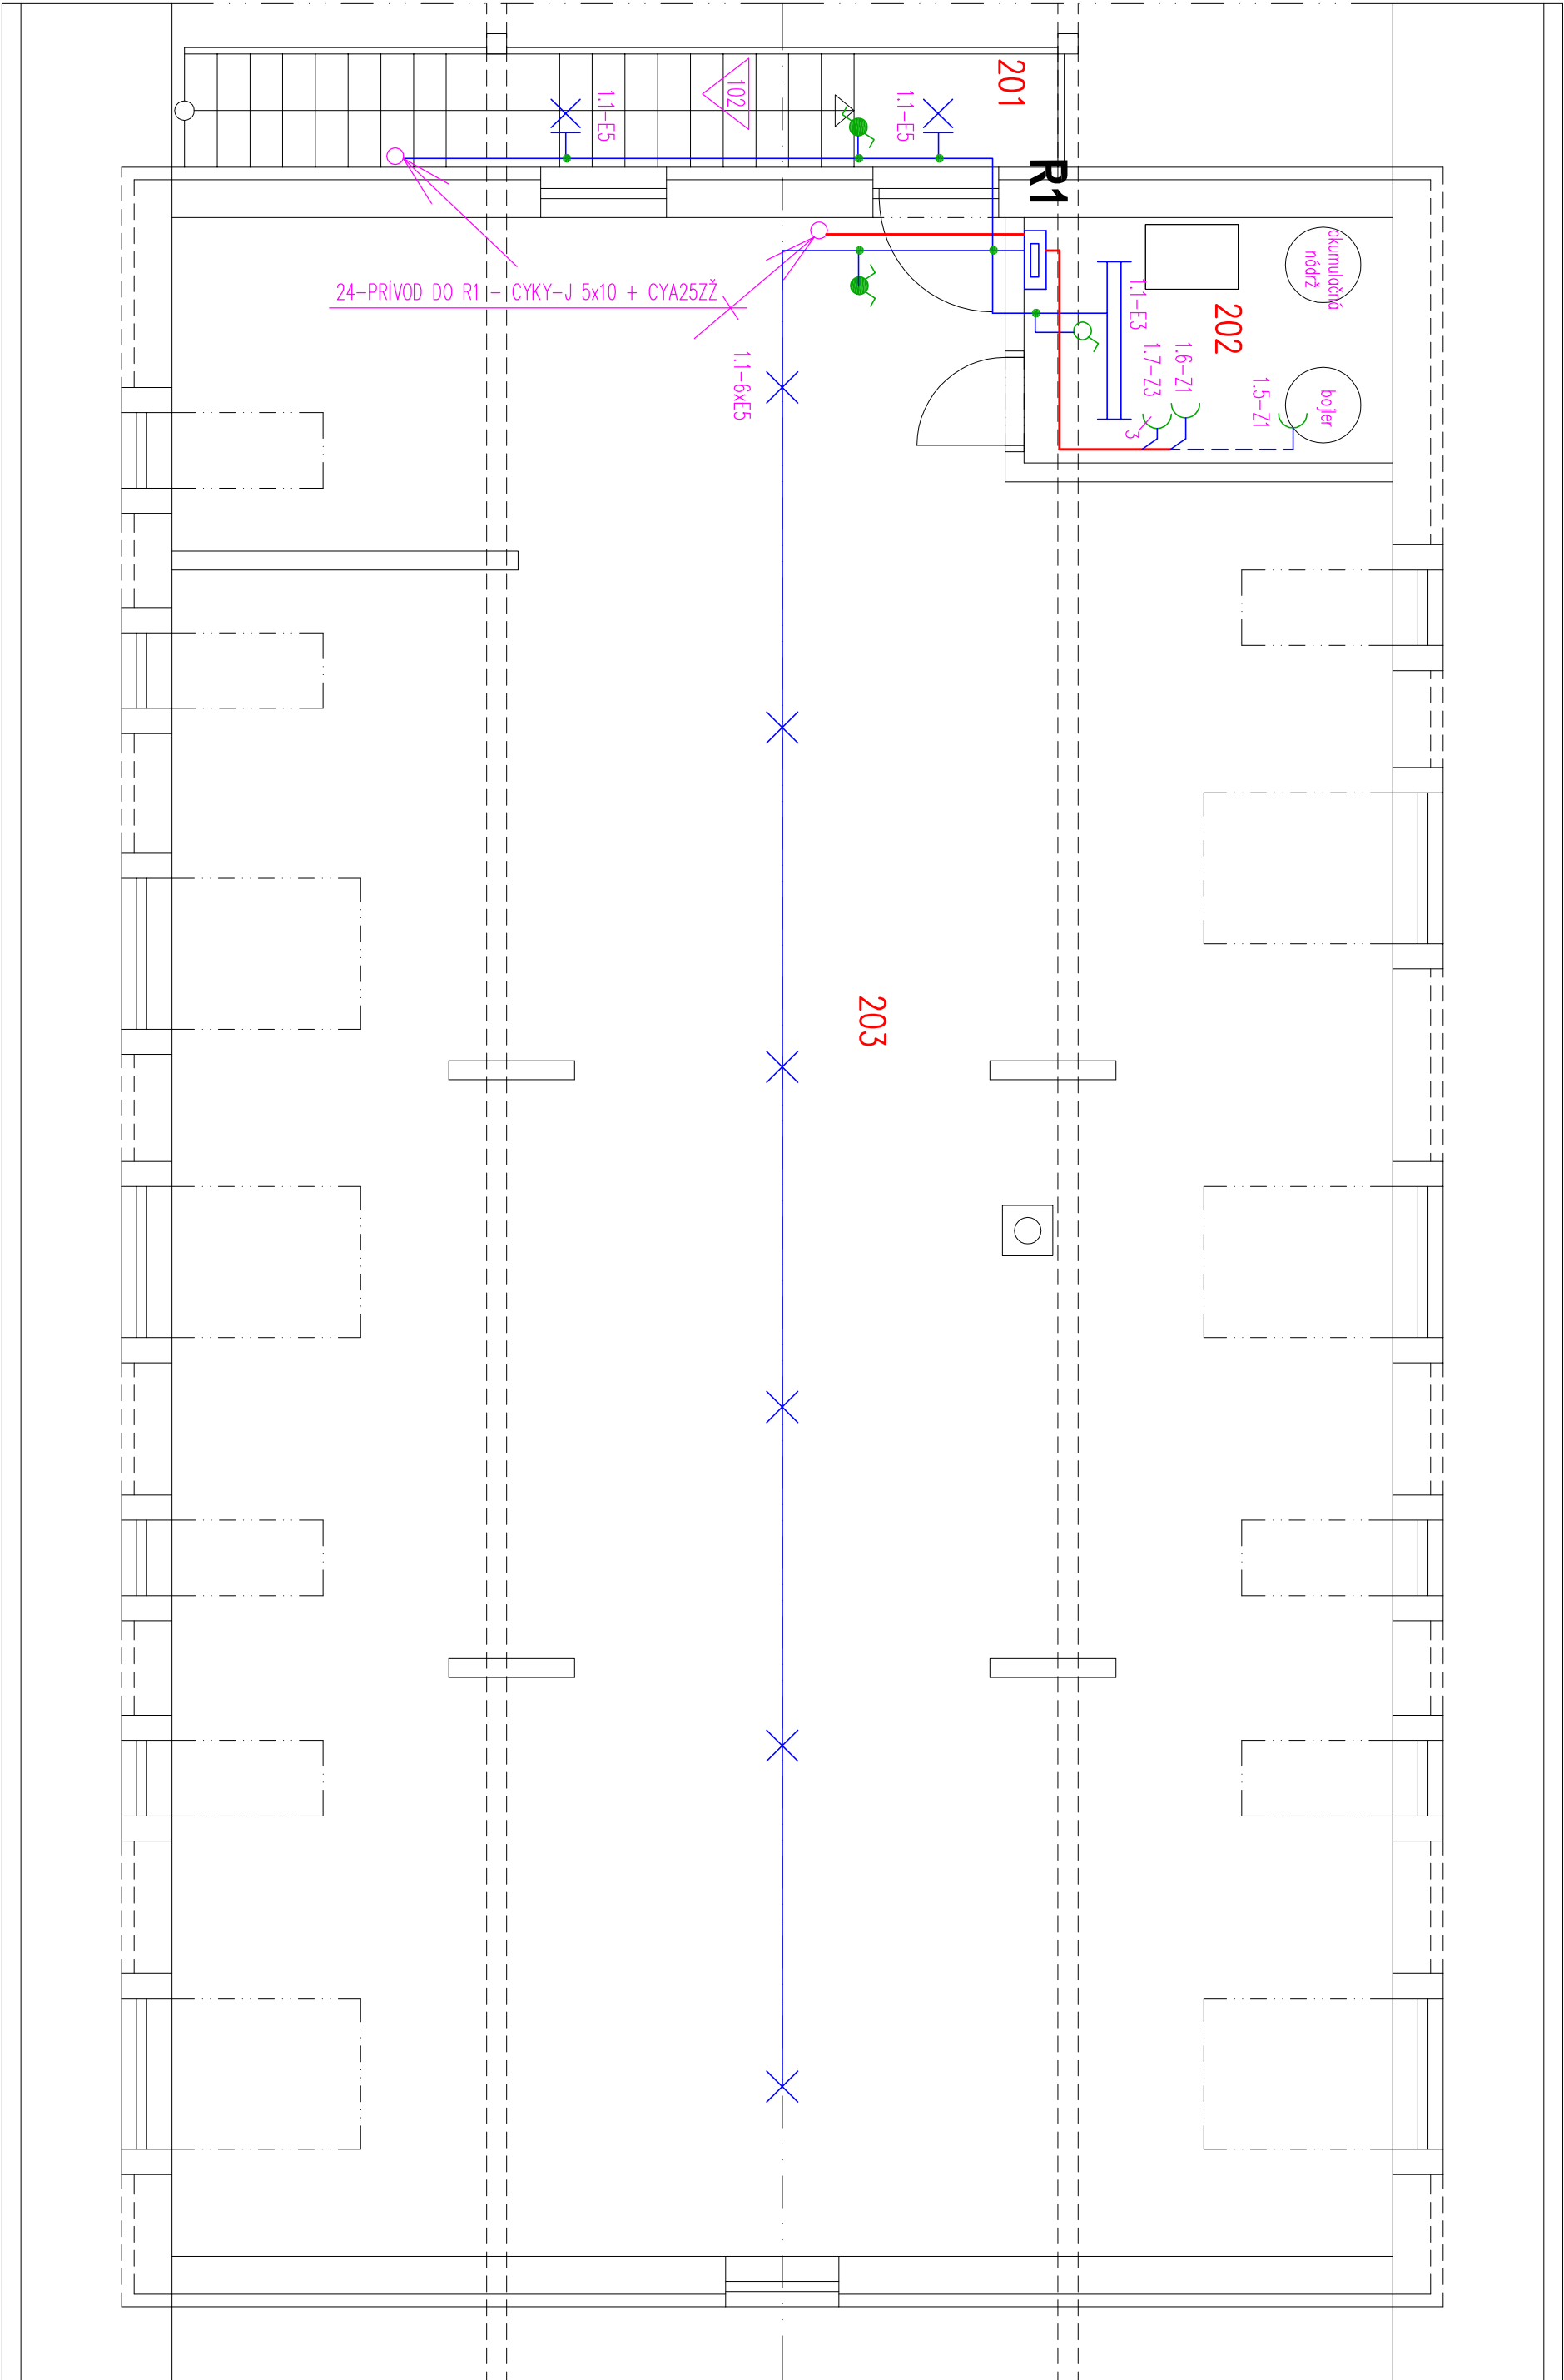 201
1.1-E5
1.1-E5
102
R1
akumulačná
nádrž
1.1-E3
202
1.6-Z1
1.7-Z3
3
1.5-Z1
bojler
24-PRÍVOD DO R1 - CYKY-J 5x10 + CYA25ZŽ
1.1-6xE5
203